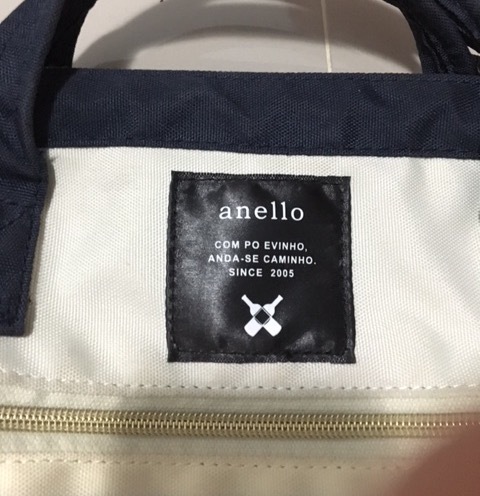 anello
COM PO EVINHO,
ANDA-SE CAMINHO.
SINCE 2005